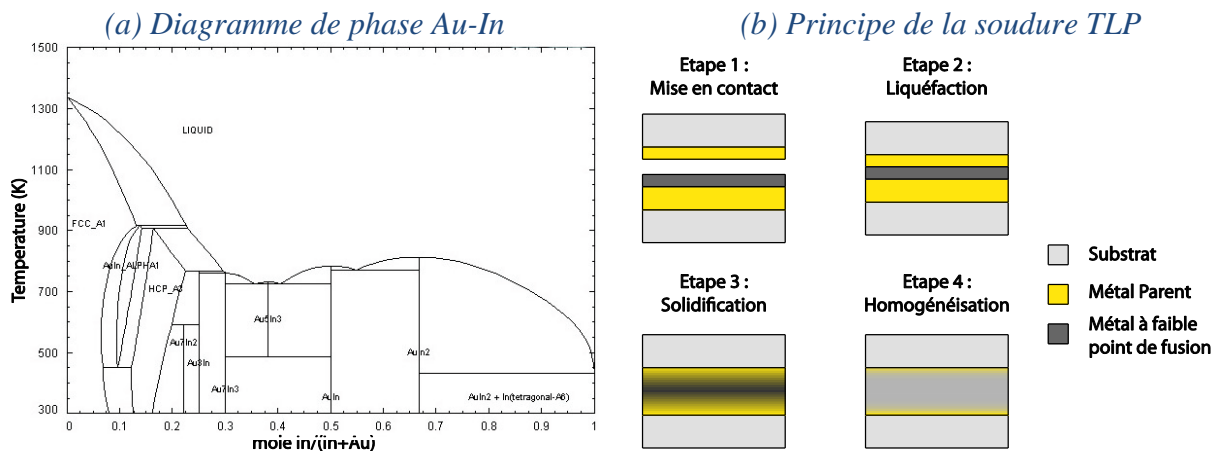 (a) Diagramme de phase Au-In
1500
1300
1100
900
700
500
300
Temperature (K)
LIQUID
FCC_A1
AuIn_ALPHA1
HCP_A3
Au7In2
Au3In
Au7In3
Au5In3
AuIn
AuIn2
AuIn2 + In(tetragonal-A6)
0 0.1 0.2 0.3 0.4 0.5 0.6 0.7 0.8 0.9 1
mole In/(In+Au)
(b) Principe de la soudure TLP
Etape 1 :
Mise en contact
Etape 2 :
Liquéfaction
Etape 3 :
Solidification
Etape 4 :
Homogénéisation
Substrat
Métal Parent
Métal à faible
point de fusion